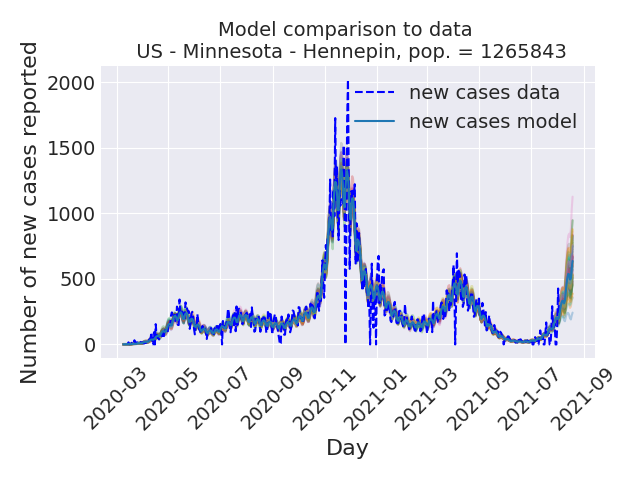 Model comparison to data
US - Minnesota - Hennepin, pop. = 1265843
Number of new cases reported
2000
1500
1000
500
0
new cases data
new cases model
2020-03
2020-05
2020-07
2020-09
2020-11
2021-01
2021-03
2021-05
2021-07
2021-09
Day